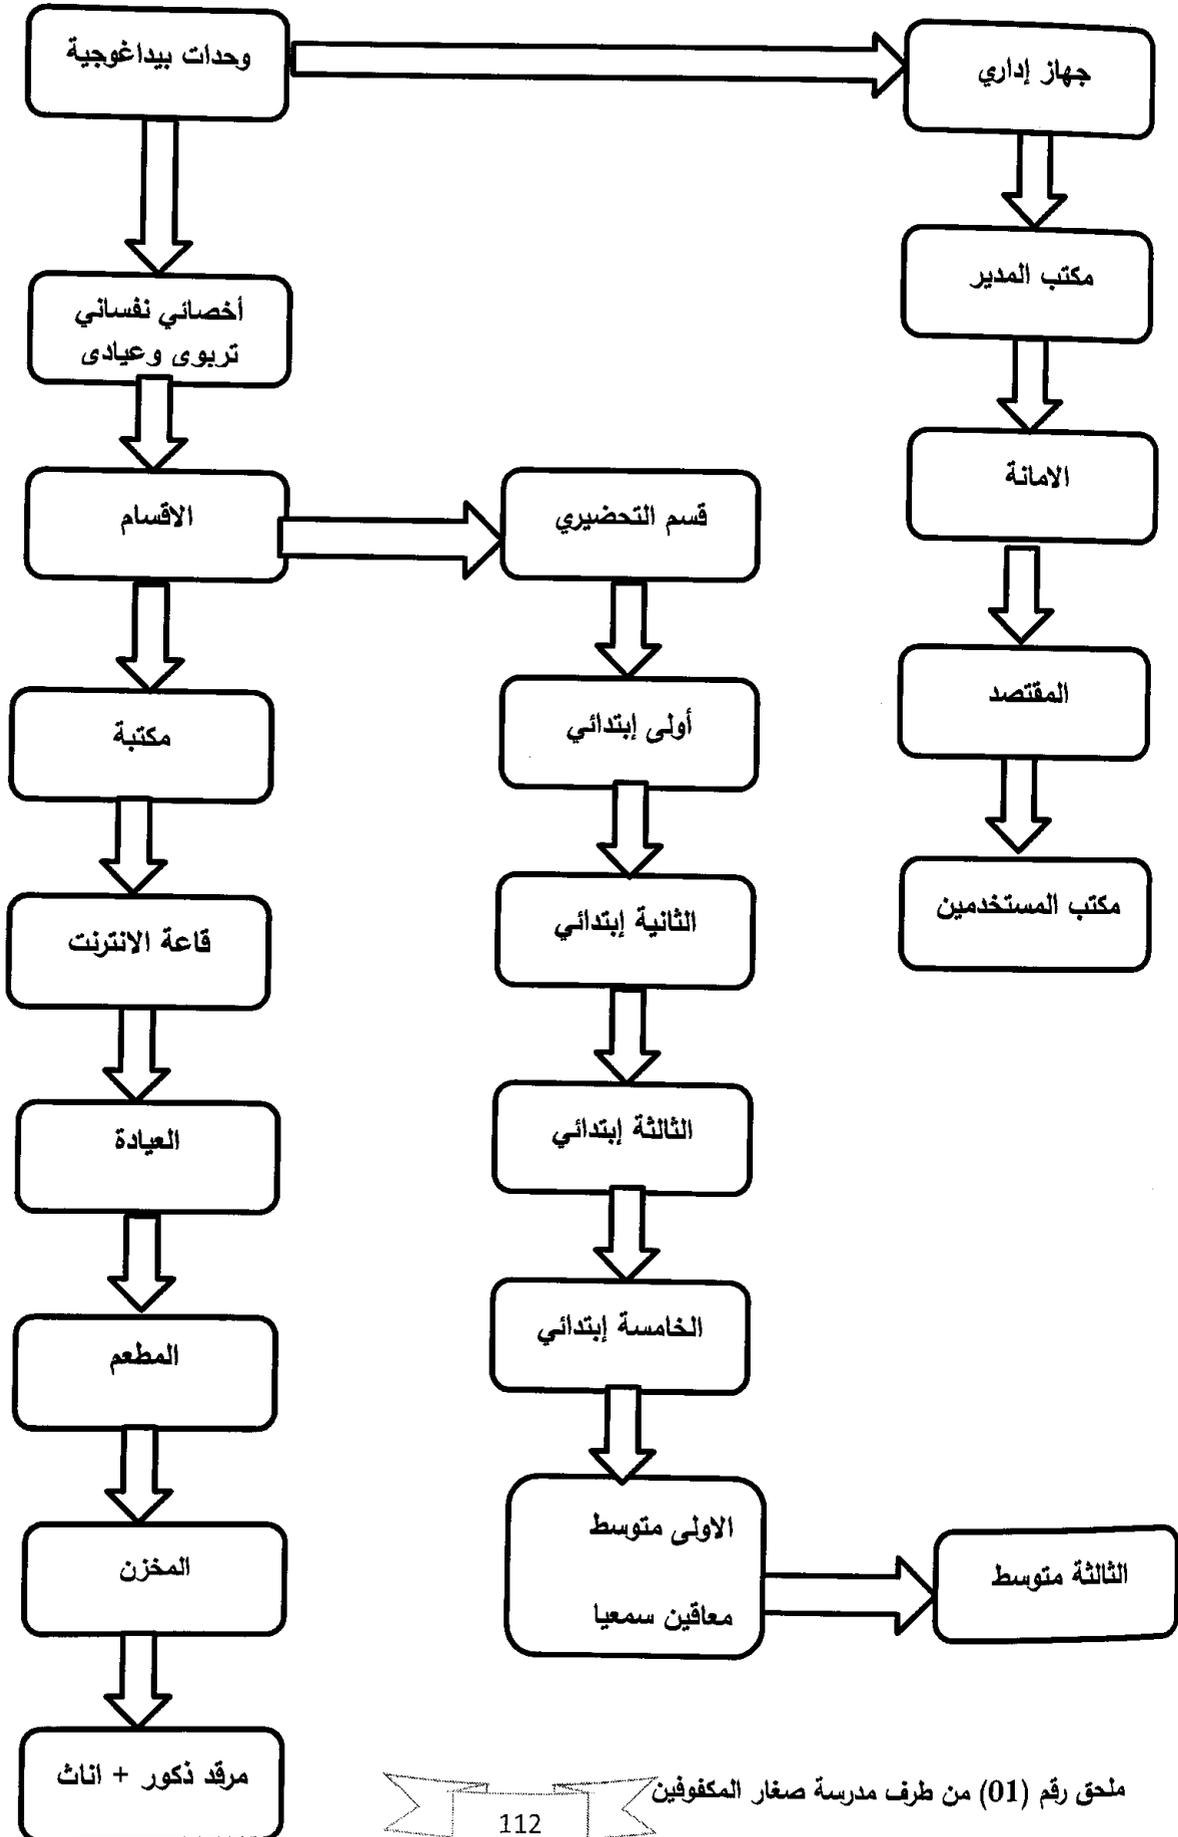 جهاز إداري
مكتب المدير
الامانة
المقتصد
مكتب المستخدمين
وحدات بيداغوجية
أخصائي نفساني
تربوى وعيادى
الاقسام
مكتبة
قاعة الانترنت
العيادة
المطعم
المخزن
مرقد ذكور + اناث
قسم التحضيري
أولى إبتدائي
الثانية إبتدائي
الثالثة إبتدائي
الخامسة إبتدائي
الاولى متوسط
معاقين سمعيا
الثالثة متوسط
ملحق رقم (01) من طرف مدرسة صغار المكفوفين
112